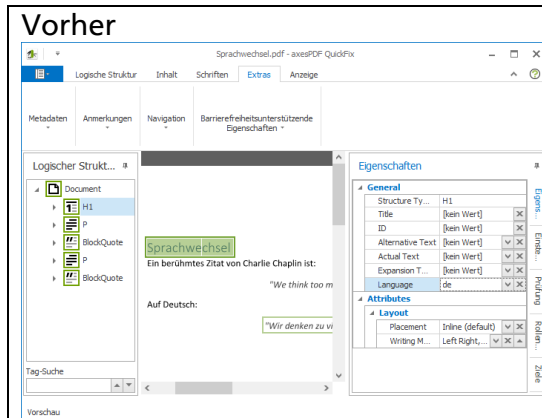 Vorher
Sprachwechsel.pdf - axesPDF QuickFix
Logische Struktur Inhalt Schriften Extras Anzeige
Metadaten Anmerkungen Navigation Barrierefreiheitsunterstützende
Eigenschaften
Logischer Strukt...
Document
H1
P
BlockQuote
P
BlockQuote
Tag-Suche
Sprachwechsel
Ein berühmtes Zitat von Charlie Chaplin ist:
"We think too m
Auf Deutsch:
"Wir denken zu vi
Eigenschaften
General
Structure Ty... H1
Title [kein Wert]
ID [kein Wert]
Alternative Text [kein Wert]
Actual Text [kein Wert]
Expansion T... [kein Wert]
Language de
Attributes
Layout
Placement Inline (default)
Writing M... Left Right,...
Eigens...
Einste...
Prüfung
Rollen...
Ziele
Vorschau